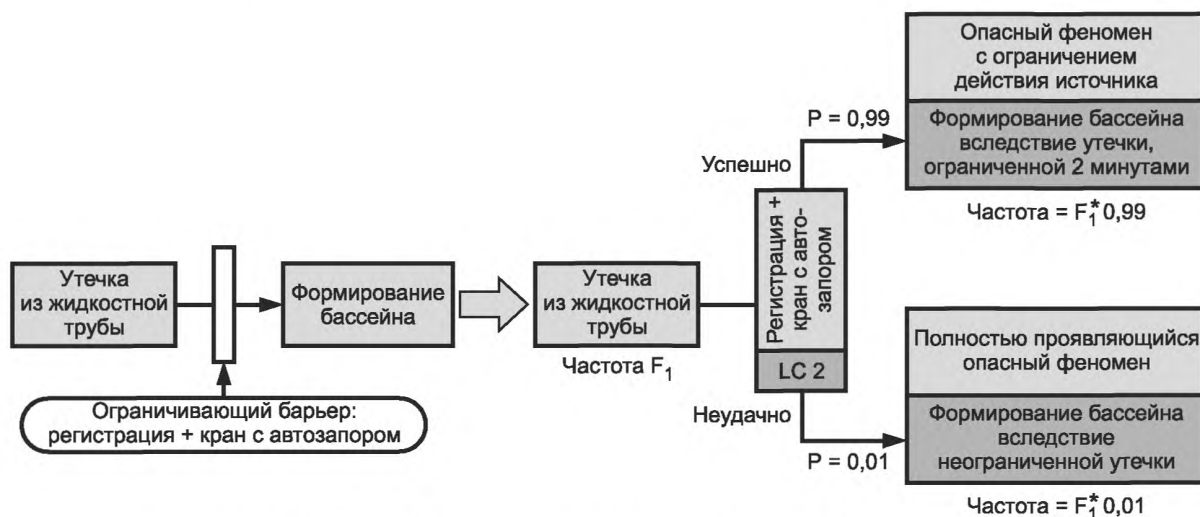 Утечка
из жидкостной
трубы
Ограничивающий барьер:
регистрация + кран с автозапором
Формирование
бассейна
Утечка
из жидкостной
трубы
Частота F₁
Успешно
P = 0,99
Регистрация +
кран с авто-
запором
LC 2
Неудачно
P = 0,01
Опасный феномен
с ограничением
действия источника
Формирование бассейна
вследствие утечки,
ограниченной 2 минутами
Частота = F₁* 0,99
Полностью проявляющийся
опасный феномен
Формирование бассейна
вследствие
неограниченной утечки
Частота = F₁* 0,01